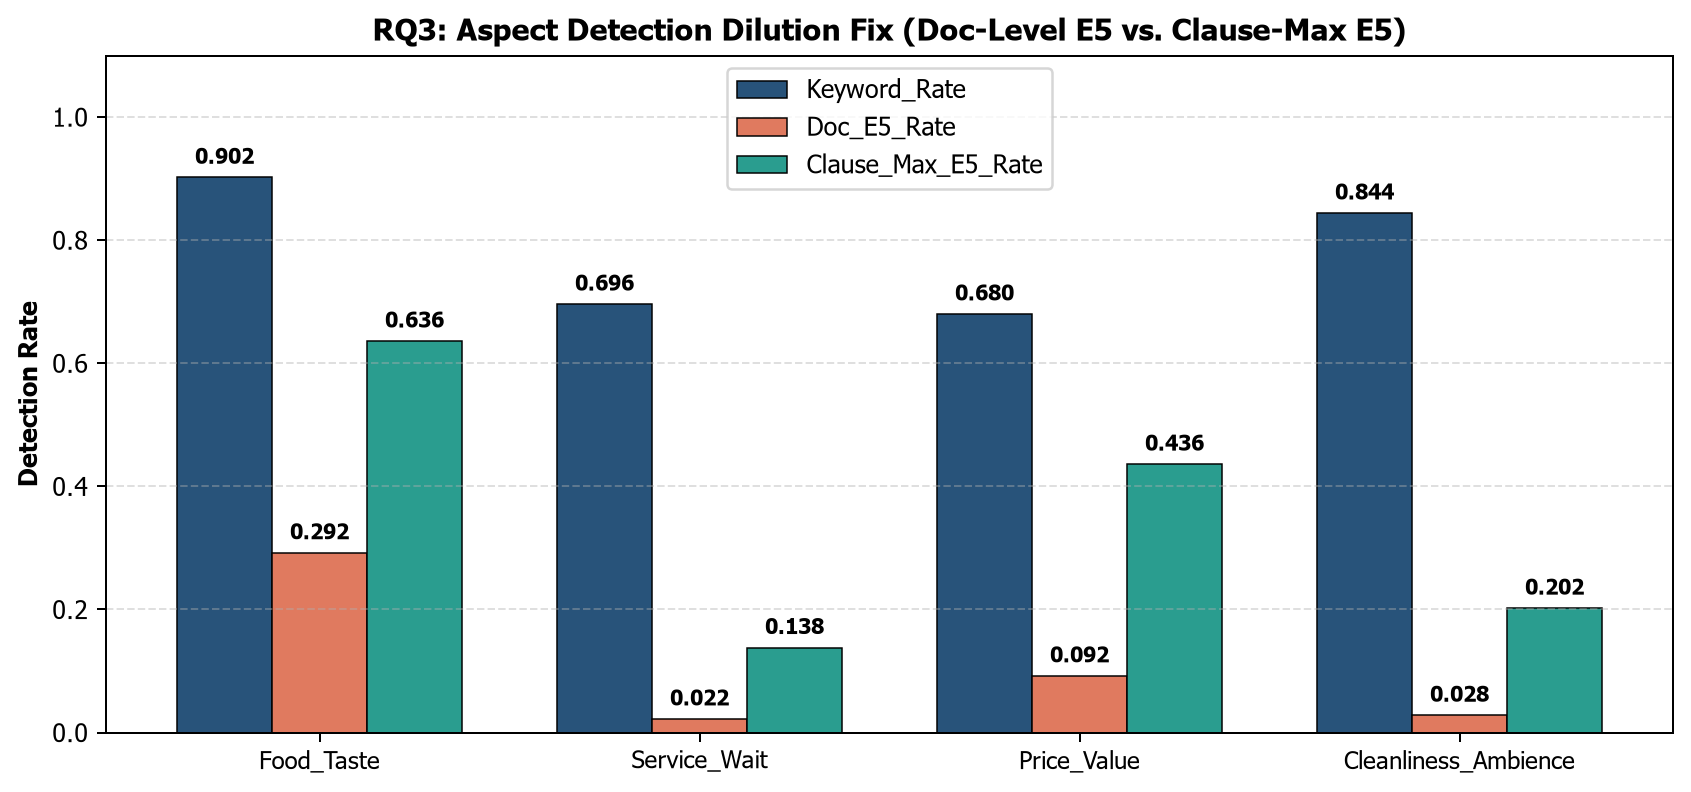 RQ3: Aspect Detection Dilution Fix (Doc-Level E5 vs. Clause-Max E5)
Keyword_Rate
Doc_E5_Rate
Clause_Max_E5_Rate
Detection Rate
1.0
0.8
0.6
0.4
0.2
0.0
0.902
0.292
0.636
0.696
0.022
0.138
0.680
0.092
0.436
0.844
0.028
0.202
Food_Taste
Service_Wait
Price_Value
Cleanliness_Ambience